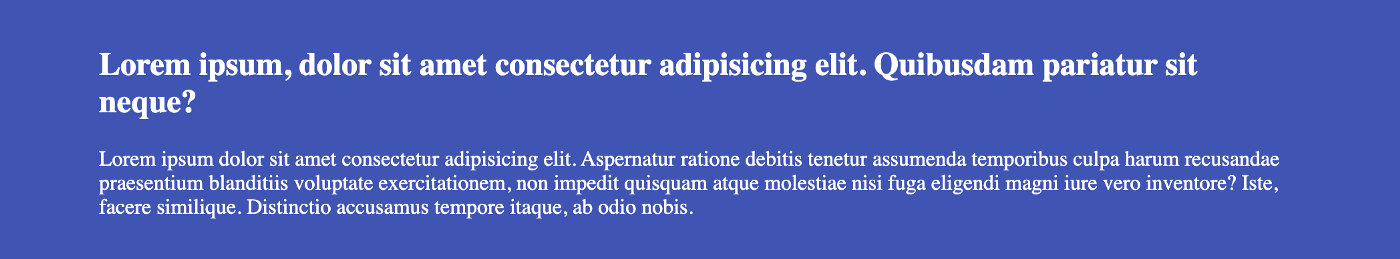 Lorem ipsum, dolor sit amet consectetur adipisicing elit. Quibusdam pariatur sit
neque?
Lorem ipsum dolor sit amet consectetur adipisicing elit. Aspernatur ratione debitis tenetur assumenda temporibus culpa harum recusandae
praesentium blanditiis voluptate exercitationem, non impedit quisquam atque molestiae nisi fuga eligendi magni iure vero inventore? Iste,
facere similique. Distinctio accusamus tempore itaque, ab odio nobis.